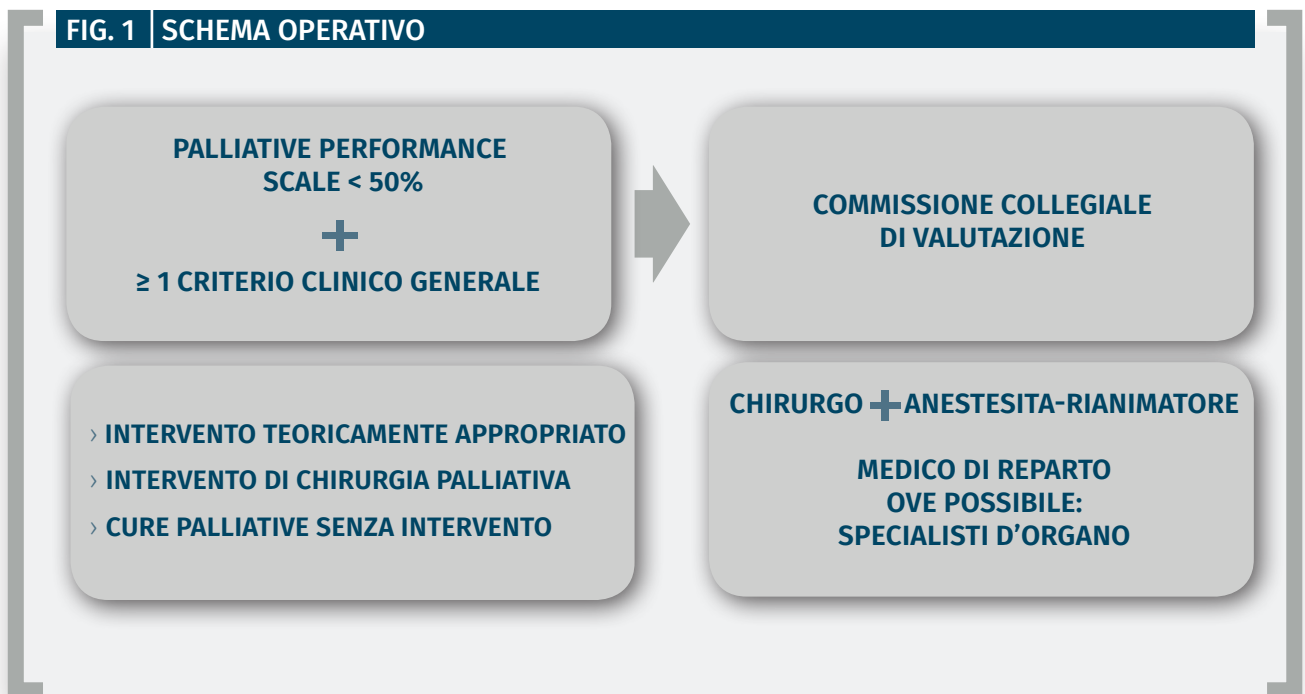 FIG. 1 SCHEMA OPERATIVO
PALLIATIVE PERFORMANCE
SCALE < 50%
+
≥ 1 CRITERIO CLINICO GENERALE
COMMISSIONE COLLEGIALE
DI VALUTAZIONE
› INTERVENTO TEORICAMENTE APPROPRIATO
› INTERVENTO DI CHIRURGIA PALLIATIVA
› CURE PALLIATIVE SENZA INTERVENTO
CHIRURGO + ANESTESITA-RIANIMATORE
MEDICO DI REPARTO
OVE POSSIBILE:
SPECIALISTI D’ORGANO